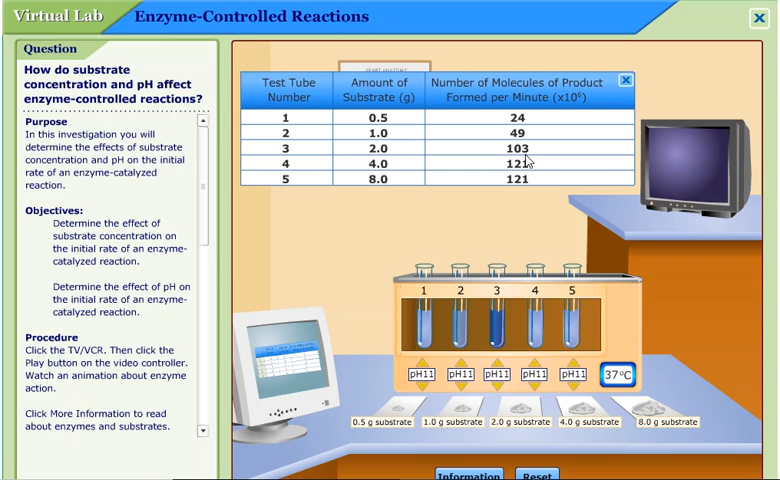 Virtual Lab
Enzyme-Controlled Reactions
Question
How do substrate
concentration and pH affect
enzyme-controlled reactions?
Purpose
In this investigation you will
determine the effects of substrate
concentration and pH on the initial
rate of an enzyme-catalyzed
reaction.
Objectives:
Determine the effect of
substrate concentration on
the initial rate of an enzyme-
catalyzed reaction.
Determine the effect of pH on
the initial rate of an enzyme-
catalyzed reaction.
Procedure
Click the TV/VCR. Then click the
Play button on the video controller.
Watch an animation about enzyme
action.
Click More Information to read
about enzymes and substrates.
Test Tube Number Amount of Substrate (g) Number of Molecules of Product Formed per Minute (x10⁶)
1 0.5 24
2 1.0 49
3 2.0 103
4 4.0 121
5 8.0 121
1 2 3 4 5
pH11 pH11 pH11 pH11 pH11 37°C
0.5 g substrate 1.0 g substrate 2.0 g substrate 4.0 g substrate 8.0 g substrate
Information Reset